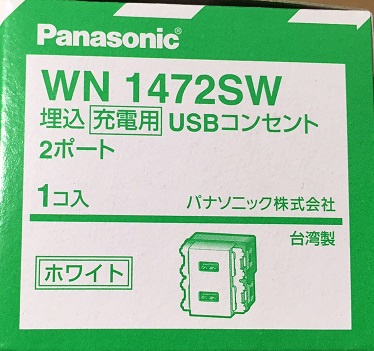 Panasonic®
WN 1472SW
埋込 充電用 USBコンセント
2ポート
1コ入 パナソニック株式会社
台湾製
ホワイト